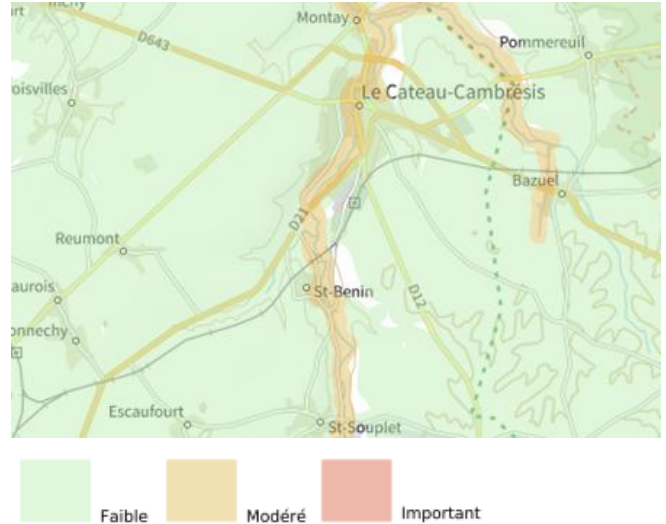 Montay
D643
Pommereuil
oisvilles
Le Cateau-Cambrésis
Bazuel
D21
Reumont
St-Benin
D12
aurois
onnechy
Escaufourt
St-Souplet
Faible
Modéré
Important